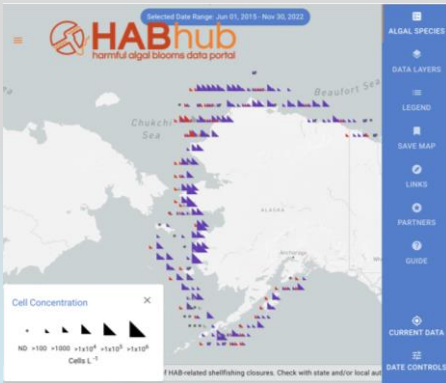 Selected Date Range: Jun 01, 2015 - Nov 30, 2022
HABhub
harmful algal blooms data portal
ALGAL SPECIES
DATA LAYERS
LEGEND
SAVE MAP
LINKS
PARTNERS
GUIDE
CURRENT DATA
DATE CONTROLS
Beaufort Sea
Chukchi
Sea
ALASKA
Anchorage
Cell Concentration
ND >100 >1000 >1x10⁴ >1x10⁵ >1x10⁶
Cells L⁻¹
f HAB-related shellfishing closures. Check with state and/or local aut